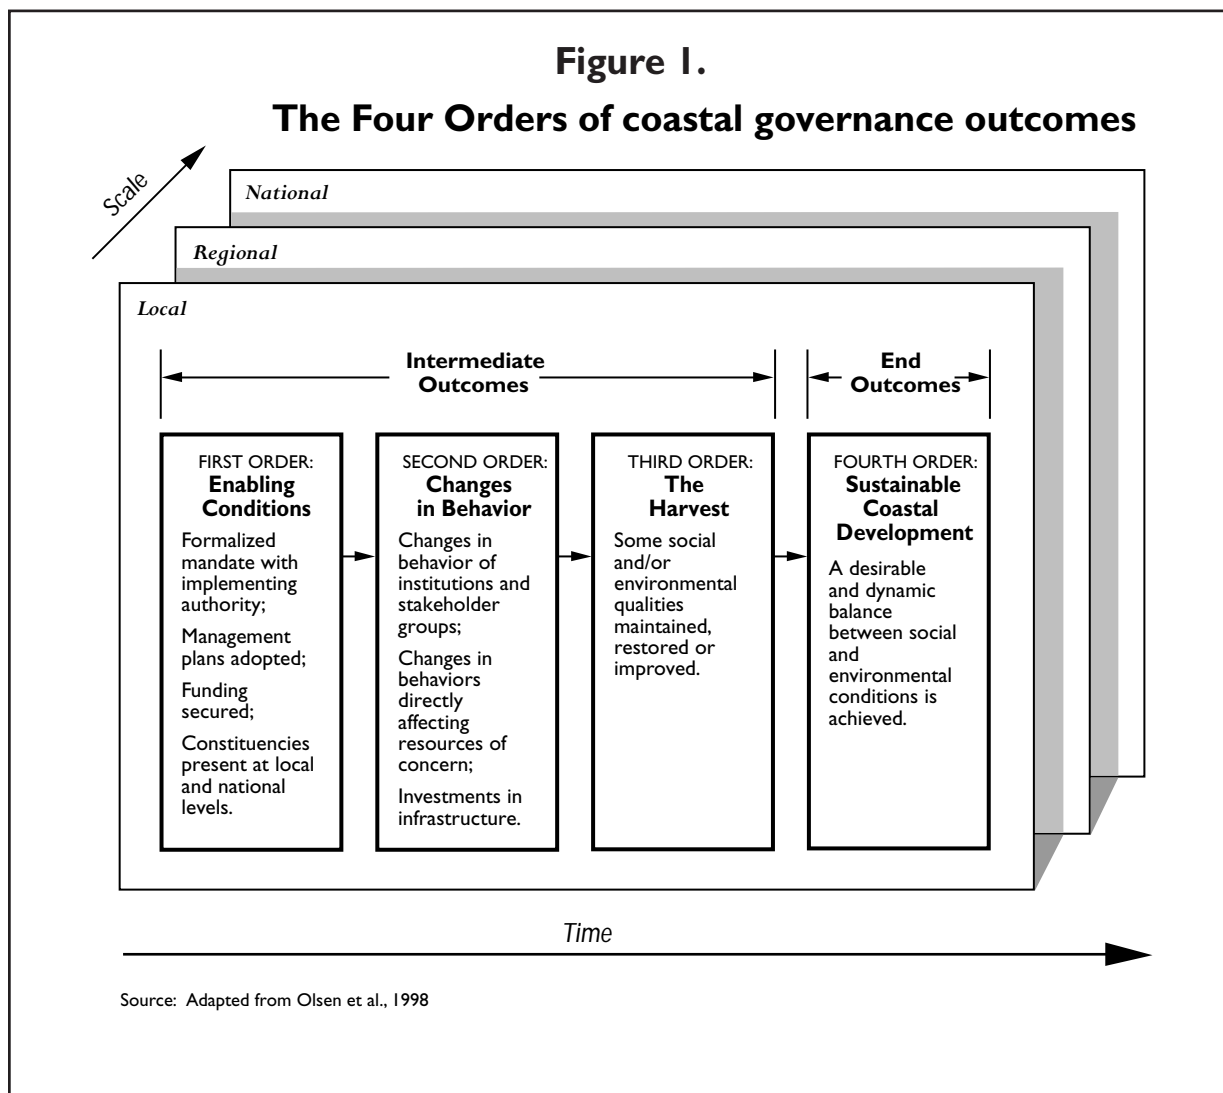 Figure 1.
The Four Orders of coastal governance outcomes
Scale
National
Regional
Local
Intermediate
Outcomes
End
Outcomes
FIRST ORDER:
Enabling
Conditions
Formalized
mandate with
implementing
authority;
Management
plans adopted;
Funding
secured;
Constituencies
present at local
and national
levels.
SECOND ORDER:
Changes
in Behavior
Changes in
behavior of
institutions and
stakeholder
groups;
Changes in
behaviors
directly
affecting
resources of
concern;
Investments in
infrastructure.
THIRD ORDER:
The
Harvest
Some social
and/or
environmental
qualities
maintained,
restored or
improved.
FOURTH ORDER:
Sustainable
Coastal
Development
A desirable
and dynamic
balance
between social
and
environmental
conditions is
achieved.
Time
Source: Adapted from Olsen et al., 1998